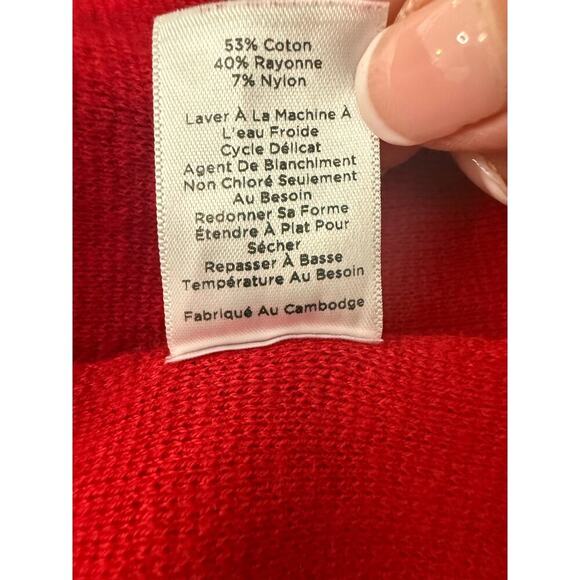 53% Coton
40% Rayonne
7% Nylon
Laver À La Machine À
L'eau Froide
Cycle Délicat
Agent De Blanchiment
Non Chloré Seulement
Au Besoin
Redonner Sa Forme
Étendre À Plat Pour
Sécher
Repasser À Basse
Température Au Besoin
Fabriqué Au Cambodge